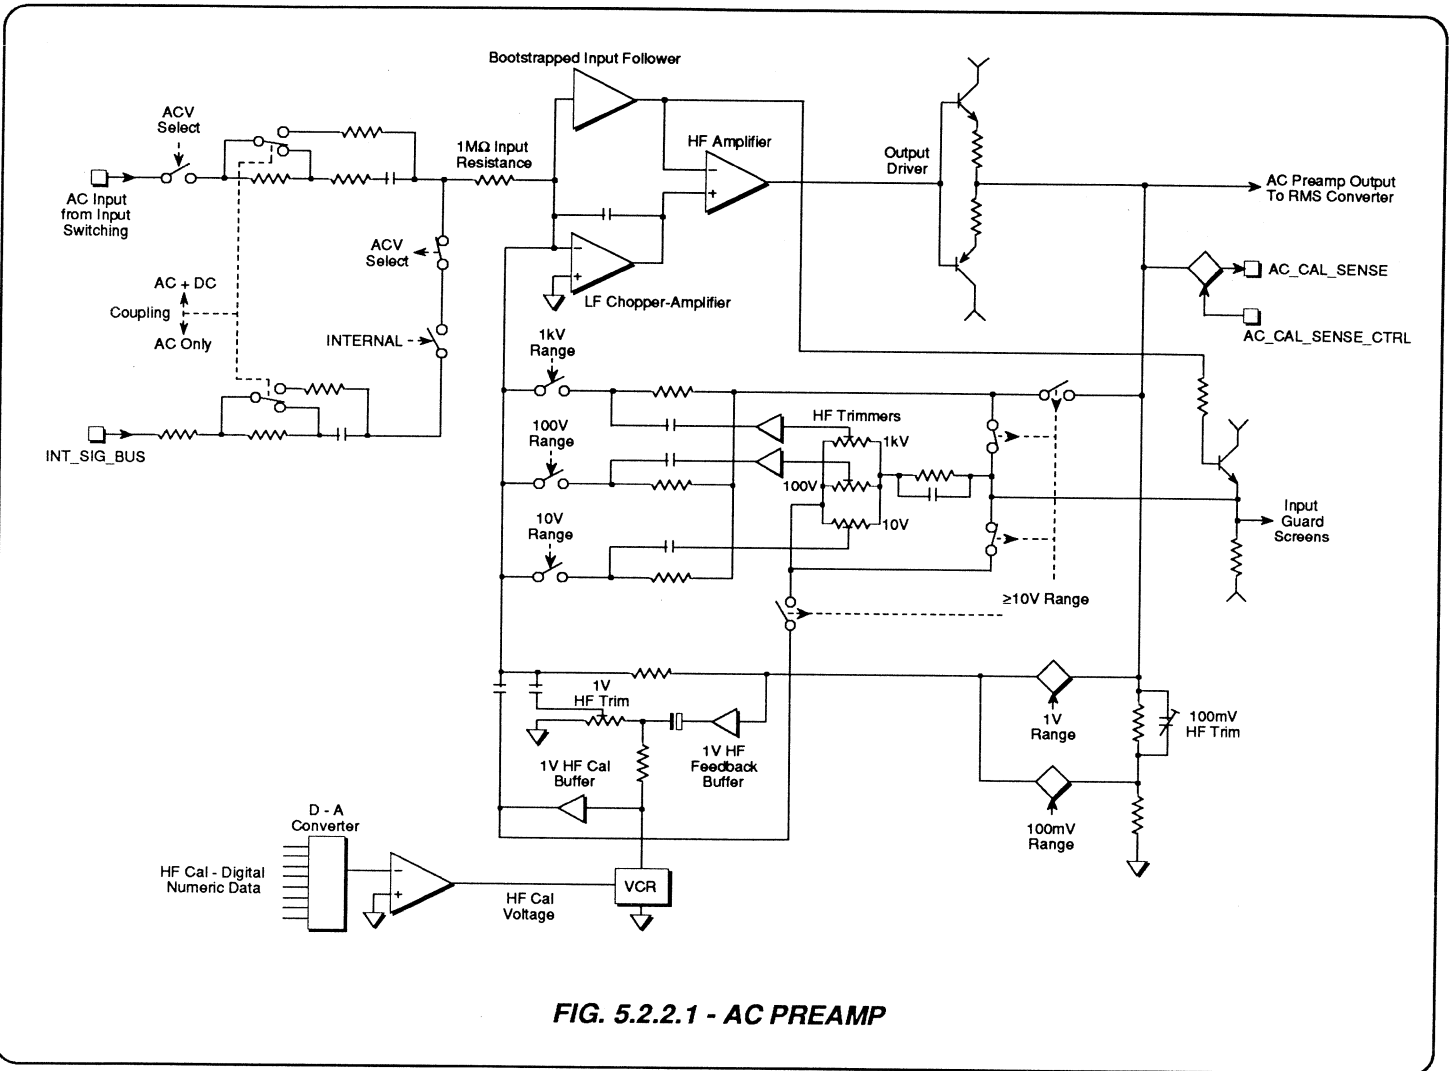 Bootstrapped Input Follower
ACV
Select
1MΩ Input
Resistance
HF Amplifier
Output
Driver
AC Input
from Input
Switching
AC Preamp Output
To RMS Converter
ACV
Select
−
+
−
+
LF Chopper-Amplifier
AC_CAL_SENSE
AC_CAL_SENSE_CTRL
AC + DC
Coupling
AC Only
INTERNAL
1kV
Range
HF Trimmers
1kV
100V
Range
100V
10V
INT_SIG_BUS
10V
Range
Input
Guard
Screens
≥10V Range
1V
HF Trim
1V HF
Feedback
Buffer
1V HF Cal
Buffer
1V
Range
100mV
HF Trim
100mV
Range
D - A
Converter
HF Cal - Digital
Numeric Data
−
+
HF Cal
Voltage
VCR
FIG. 5.2.2.1 - AC PREAMP